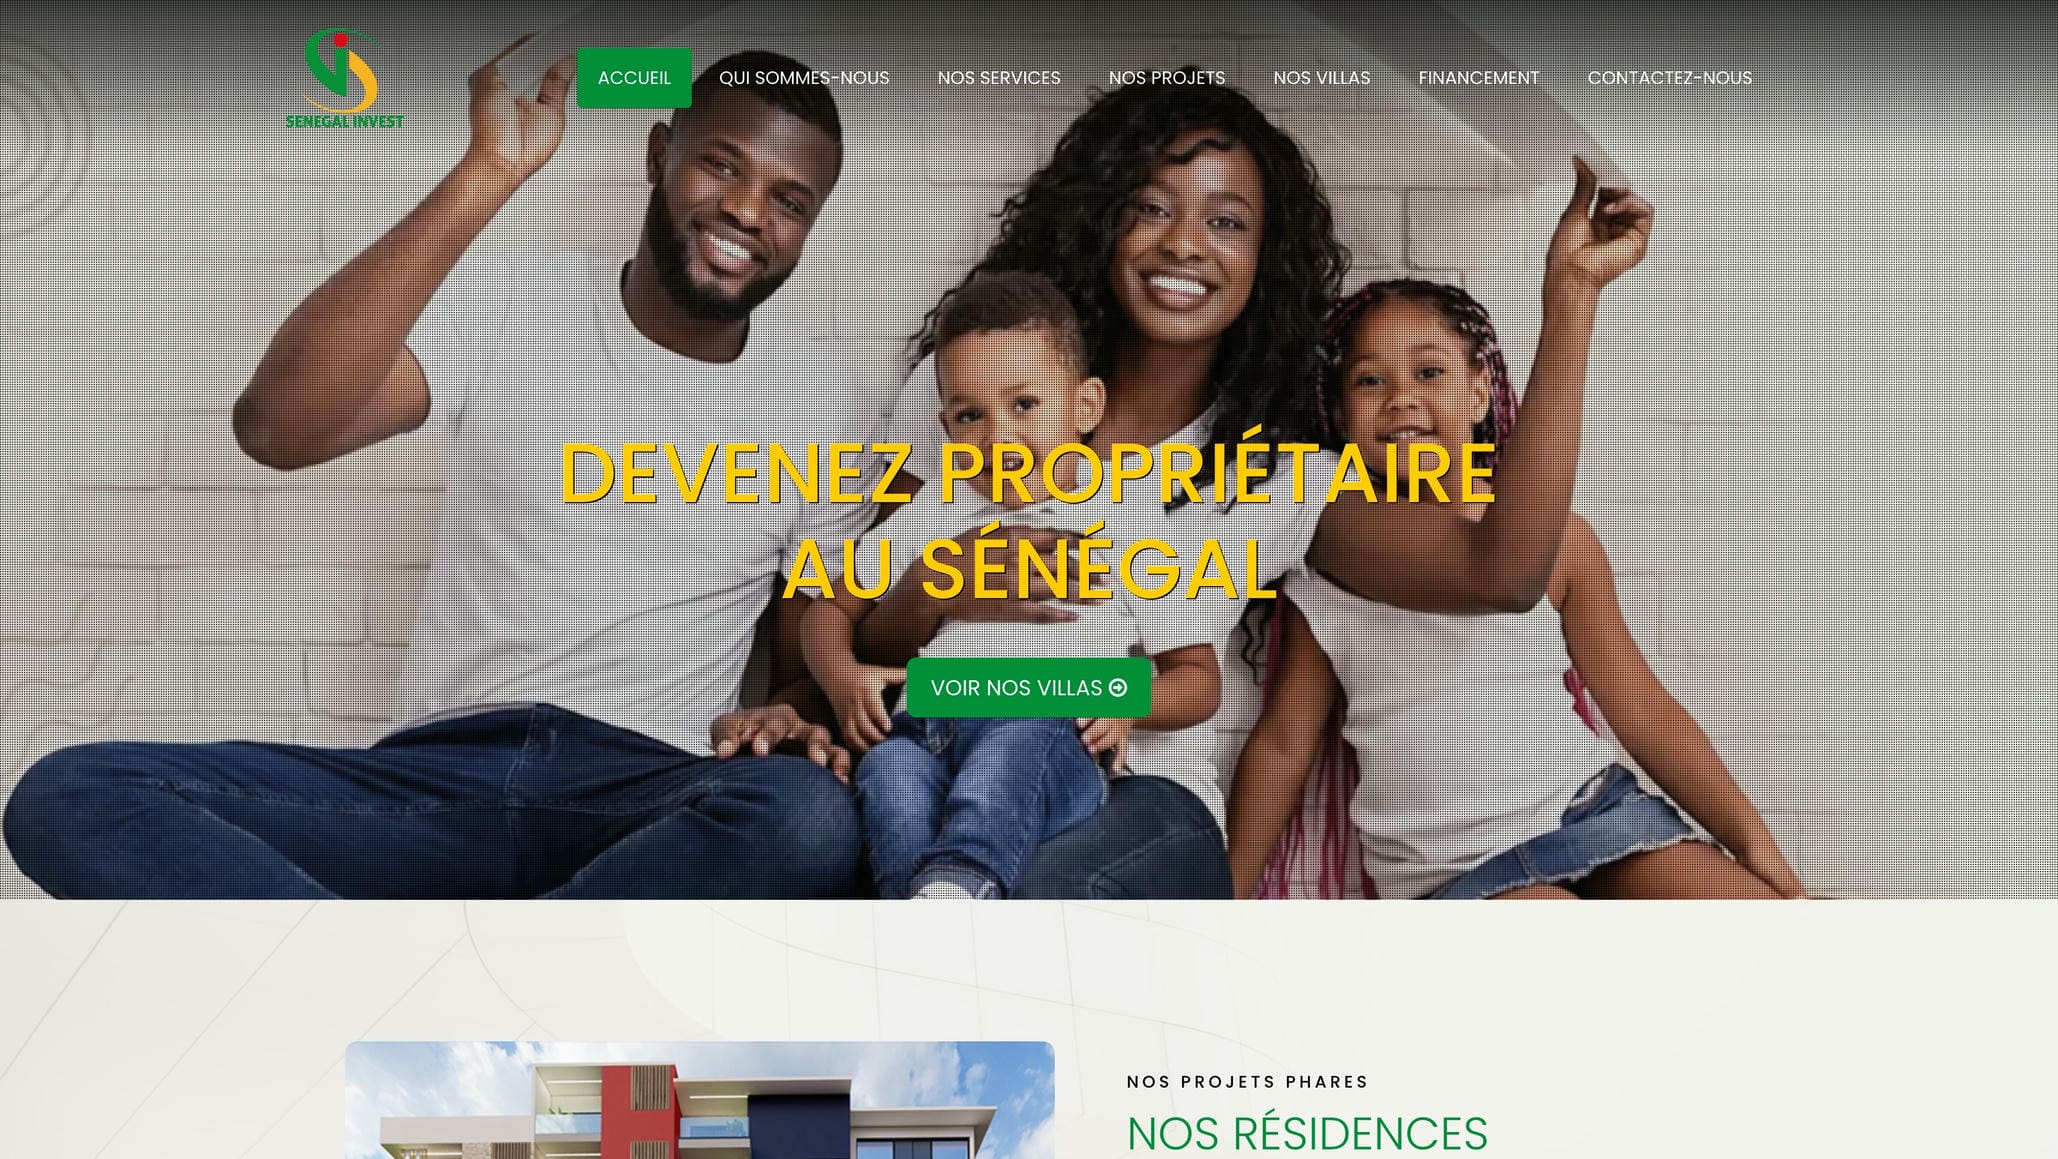 SENEGAL INVEST
ACCUEIL QUI SOMMES-NOUS NOS SERVICES NOS PROJETS NOS VILLAS FINANCEMENT CONTACTEZ-NOUS
DEVENEZ PROPRIÉTAIRE
AU SÉNÉGAL
VOIR NOS VILLAS
NOS PROJETS PHARES
NOS RÉSIDENCES